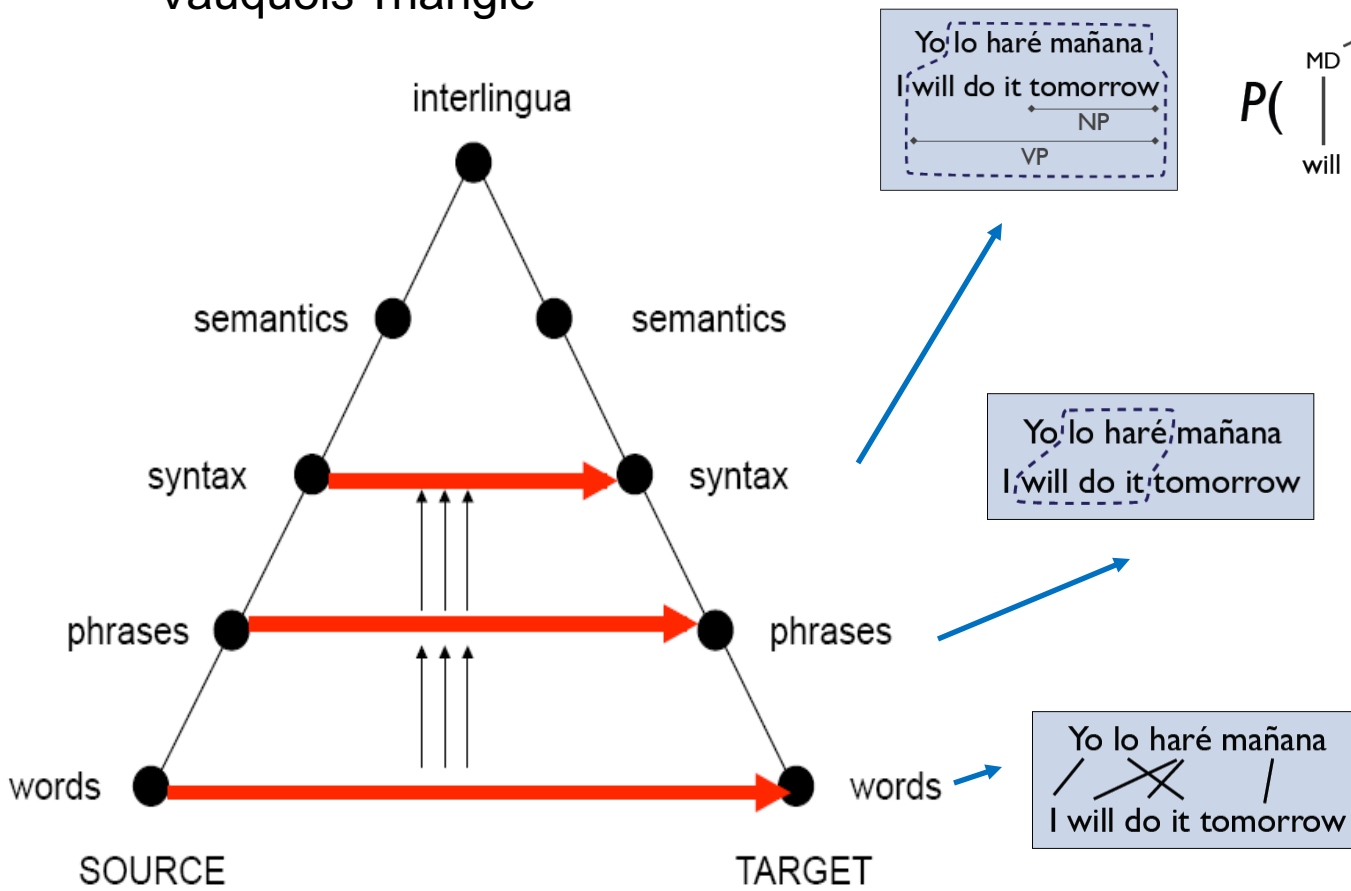 Vauquois Triangle
interlingua
semantics
semantics
syntax
syntax
phrases
phrases
words
words
SOURCE
TARGET
Yo lo haré mañana
I will do it tomorrow
NP
VP
P(
MD
will
Yo lo haré mañana
I will do it tomorrow
Yo lo haré mañana
I will do it tomorrow